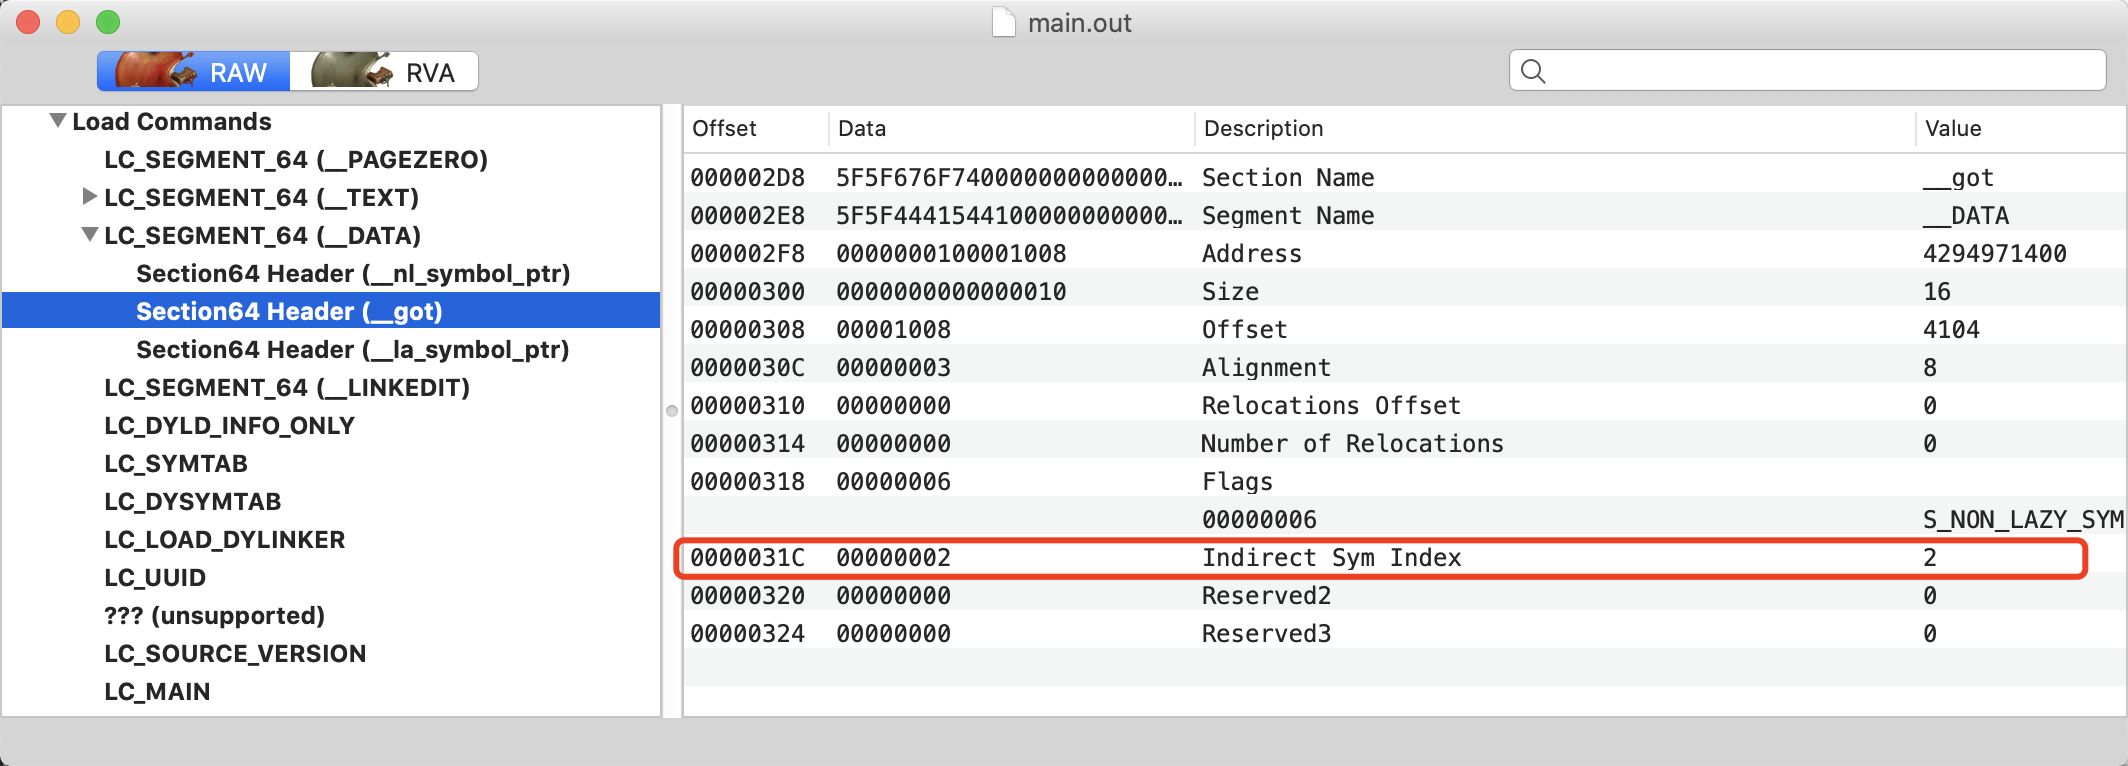 main.out
RAW RVA
Load Commands
LC_SEGMENT_64 (__PAGEZERO)
LC_SEGMENT_64 (__TEXT)
LC_SEGMENT_64 (__DATA)
Section64 Header (__nl_symbol_ptr)
Section64 Header (__got)
Section64 Header (__la_symbol_ptr)
LC_SEGMENT_64 (__LINKEDIT)
LC_DYLD_INFO_ONLY
LC_SYMTAB
LC_DYSYMTAB
LC_LOAD_DYLINKER
LC_UUID
??? (unsupported)
LC_SOURCE_VERSION
LC_MAIN
Offset Data Description Value
000002D8 5F5F676F740000000000000... Section Name __got
000002E8 5F5F4441544100000000000... Segment Name __DATA
000002F8 0000000100001008 Address 4294971400
00000300 0000000000000010 Size 16
00000308 00001008 Offset 4104
0000030C 00000003 Alignment 8
00000310 00000000 Relocations Offset 0
00000314 00000000 Number of Relocations 0
00000318 00000006 Flags
00000006 S_NON_LAZY_SYM
0000031C 00000002 Indirect Sym Index 2
00000320 00000000 Reserved2 0
00000324 00000000 Reserved3 0